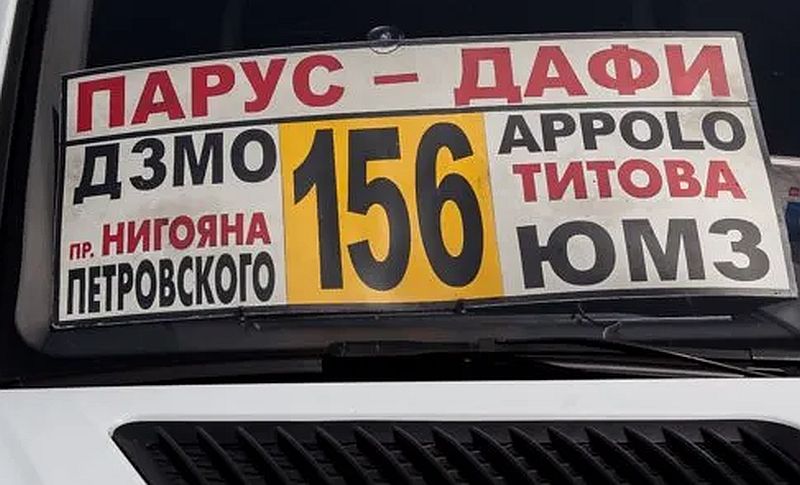 ПАРУС – ДАФИ
ДЗМО
пр. НИГОЯНА
ПЕТРОВСКОГО
156
APPOLO
ТИТОВА
ЮМЗ